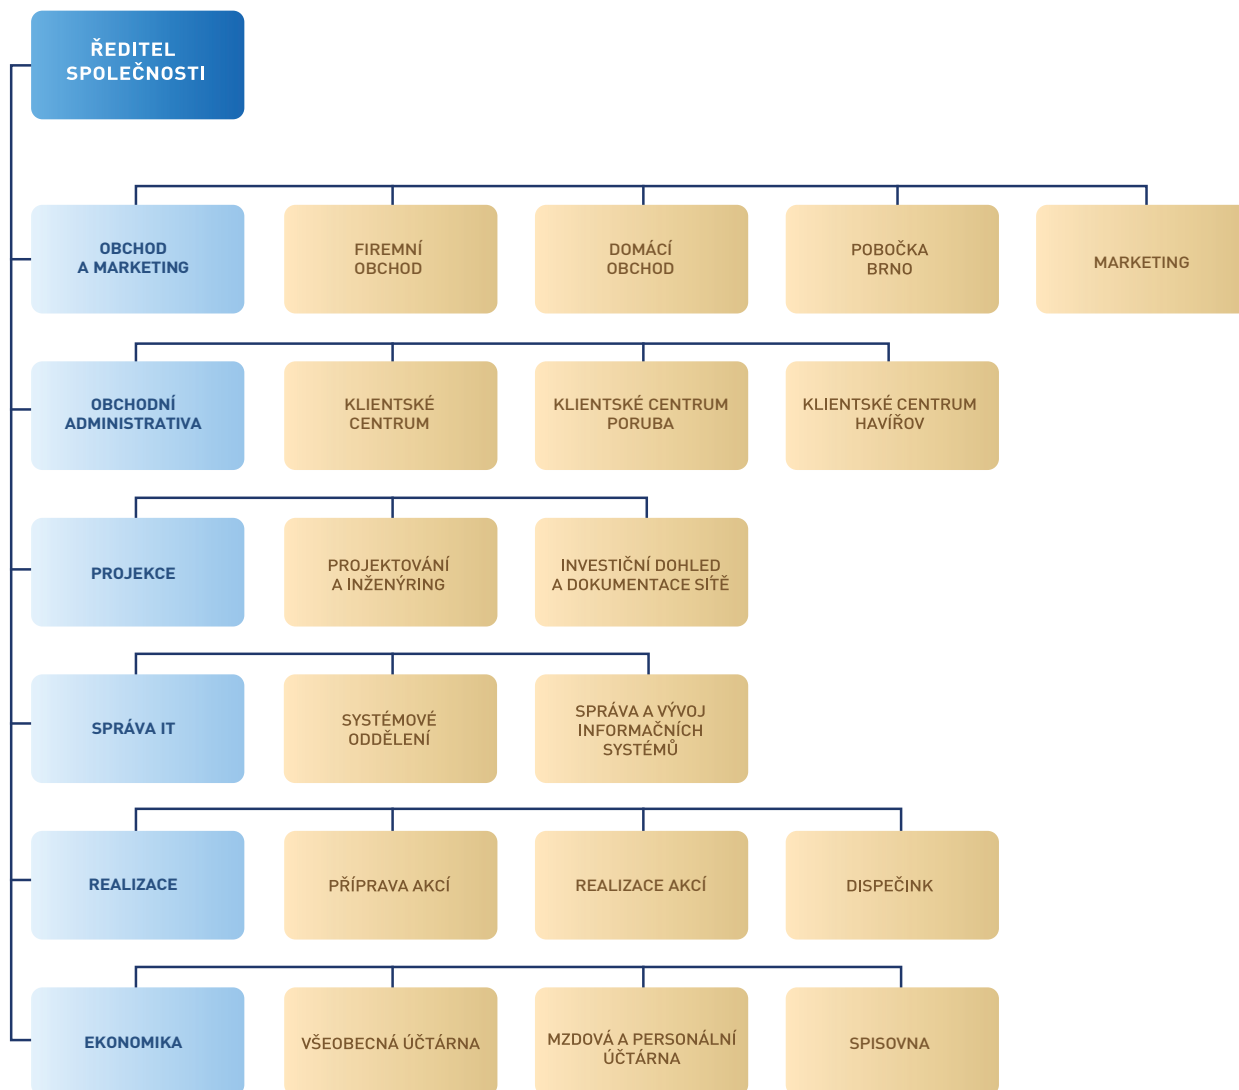 ŘEDITEL
SPOLEČNOSTI
OBCHOD
A MARKETING
FIREMNÍ
OBCHOD
DOMÁCÍ
OBCHOD
POBOČKA
BRNO
MARKETING
OBCHODNÍ
ADMINISTRATIVA
KLIENTSKÉ
CENTRUM
KLIENTSKÉ CENTRUM
PORUBA
KLIENTSKÉ CENTRUM
HAVÍŘOV
PROJEKCE
PROJEKTOVÁNÍ
A INŽENÝRING
INVESTIČNÍ DOHLED
A DOKUMENTACE SÍTĚ
SPRÁVA IT
SYSTÉMOVÉ
ODDĚLENÍ
SPRÁVA A VÝVOJ
INFORMAČNÍCH
SYSTÉMŮ
REALIZACE
PŘÍPRAVA AKCÍ
REALIZACE AKCÍ
DISPEČINK
EKONOMIKA
VŠEOBECNÁ ÚČTÁRNA
MZDOVÁ A PERSONÁLNÍ
ÚČTÁRNA
SPISOVNA